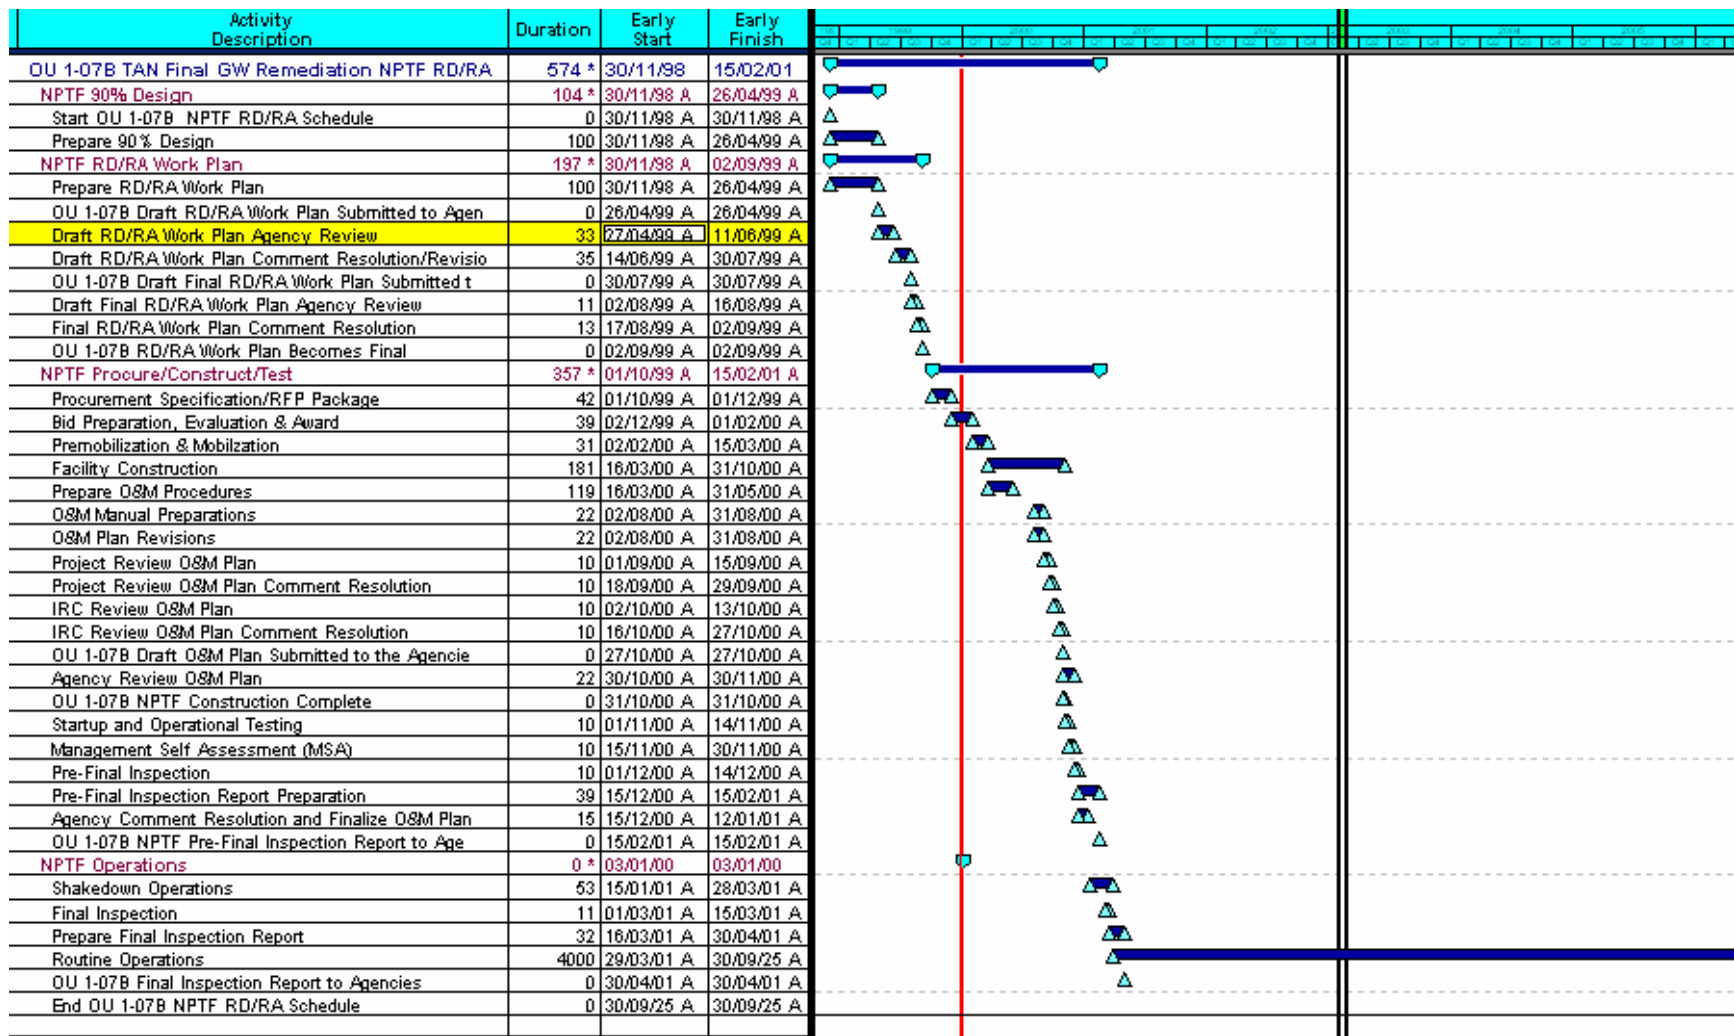 Activity Description Duration Early Start Early Finish
1999 2000 2001 2002 2003 2004 2005
OU 1-07B TAN Final GW Remediation NPTF RD/RA 574 * 30/11/98 15/02/01
NPTF 90% Design 104 * 30/11/98 A 26/04/99 A
Start OU 1-07B NPTF RD/RA Schedule 0 30/11/98 A 30/11/98 A
Prepare 90% Design 100 30/11/98 A 26/04/99 A
NPTF RD/RA Work Plan 197 * 30/11/98 A 02/09/99 A
Prepare RD/RA Work Plan 100 30/11/98 A 26/04/99 A
OU 1-07B Draft RD/RA Work Plan Submitted to Agen 0 26/04/99 A 26/04/99 A
Draft RD/RA Work Plan Agency Review 33 27/04/99 A 11/06/99 A
Draft RD/RA Work Plan Comment Resolution/Revisio 35 14/06/99 A 30/07/99 A
OU 1-07B Draft Final RD/RA Work Plan Submitted t 0 30/07/99 A 30/07/99 A
Draft Final RD/RA Work Plan Agency Review 11 02/08/99 A 16/08/99 A
Final RD/RA Work Plan Comment Resolution 13 17/08/99 A 02/09/99 A
OU 1-07B RD/RA Work Plan Becomes Final 0 02/09/99 A 02/09/99 A
NPTF Procure/Construct/Test 357 * 01/10/99 A 15/02/01 A
Procurement Specification/RFP Package 42 01/10/99 A 01/12/99 A
Bid Preparation, Evaluation & Award 39 02/12/99 A 01/02/00 A
Premobilization & Mobilzation 31 02/02/00 A 15/03/00 A
Facility Construction 181 16/03/00 A 31/10/00 A
Prepare O&M Procedures 119 16/03/00 A 31/05/00 A
O&M Manual Preparations 22 02/08/00 A 31/08/00 A
O&M Plan Revisions 22 02/08/00 A 31/08/00 A
Project Review O&M Plan 10 01/09/00 A 15/09/00 A
Project Review O&M Plan Comment Resolution 10 18/09/00 A 29/09/00 A
IRC Review O&M Plan 10 02/10/00 A 13/10/00 A
IRC Review O&M Plan Comment Resolution 10 16/10/00 A 27/10/00 A
OU 1-07B Draft O&M Plan Submitted to the Agencie 0 27/10/00 A 27/10/00 A
Agency Review O&M Plan 22 30/10/00 A 30/11/00 A
OU 1-07B NPTF Construction Complete 0 31/10/00 A 31/10/00 A
Startup and Operational Testing 10 01/11/00 A 14/11/00 A
Management Self Assessment (MSA) 10 15/11/00 A 30/11/00 A
Pre-Final Inspection 10 01/12/00 A 14/12/00 A
Pre-Final Inspection Report Preparation 39 15/12/00 A 15/02/01 A
Agency Comment Resolution and Finalize O&M Plan 15 15/12/00 A 12/01/01 A
OU 1-07B NPTF Pre-Final Inspection Report to Age 0 15/02/01 A 15/02/01 A
NPTF Operations 0 * 03/01/00 03/01/00
Shakedown Operations 53 15/01/01 A 28/03/01 A
Final Inspection 11 01/03/01 A 15/03/01 A
Prepare Final Inspection Report 32 16/03/01 A 30/04/01 A
Routine Operations 4000 29/03/01 A 30/09/25 A
OU 1-07B Final Inspection Report to Agencies 0 30/04/01 A 30/04/01 A
End OU 1-07B NPTF RD/RA Schedule 0 30/09/25 A 30/09/25 A